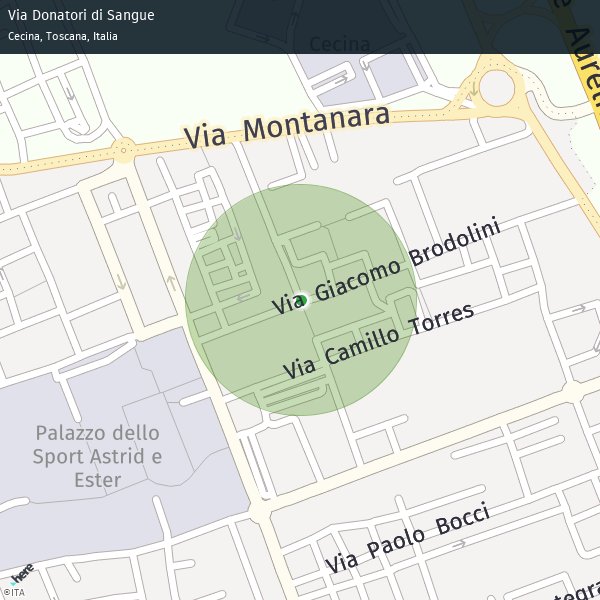 Via Donatori di Sangue
Cecina, Toscana, Italia
Cecina
Via Montanara
Via Giacomo Brodolini
Via Camillo Torres
Palazzo dello
Sport Astrid e
Ester
Via Paolo Bocci
here
©ITA